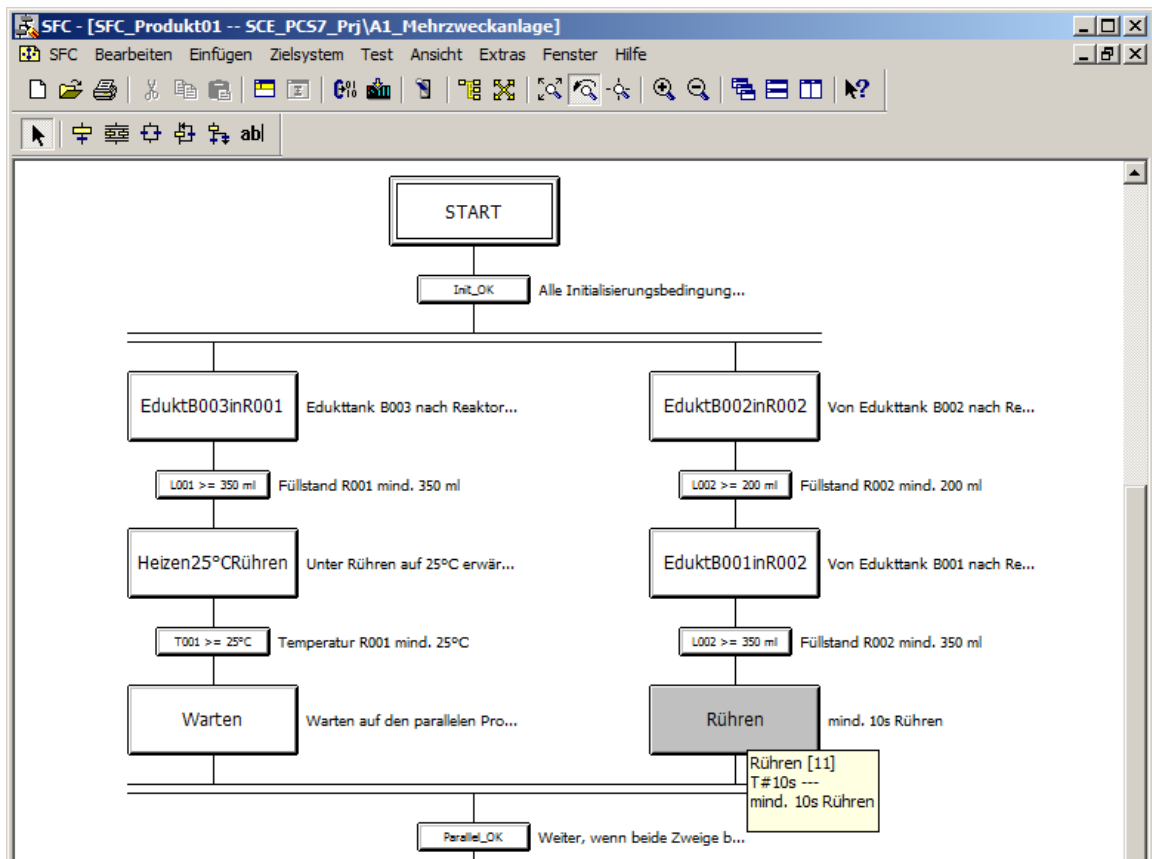 SFC - [SFC_Produkt01 -- SCE_PCS7_Prj\A1_Mehrzweckanlage]
SFC Bearbeiten Einfügen Zielsystem Test Ansicht Extras Fenster Hilfe
ab|
START
Init_OK Alle Initialisierungsbedingung...
EduktB003inR001 Edukttank B003 nach Reaktor... EduktB002inR002 Von Edukttank B002 nach Re...
L001 >= 350 ml Füllstand R001 mind. 350 ml L002 >= 200 ml Füllstand R002 mind. 200 ml
Heizen25°CRühren Unter Rühren auf 25°C erwär... EduktB001inR002 Von Edukttank B001 nach Re...
T001 >= 25°C Temperatur R001 mind. 25°C L002 >= 350 ml Füllstand R002 mind. 350 ml
Warten Warten auf den parallelen Pro... Rühren mind. 10s Rühren
Rühren [11]
T#10s ---
mind. 10s Rühren
Parallel_OK Weiter, wenn beide Zweige b...